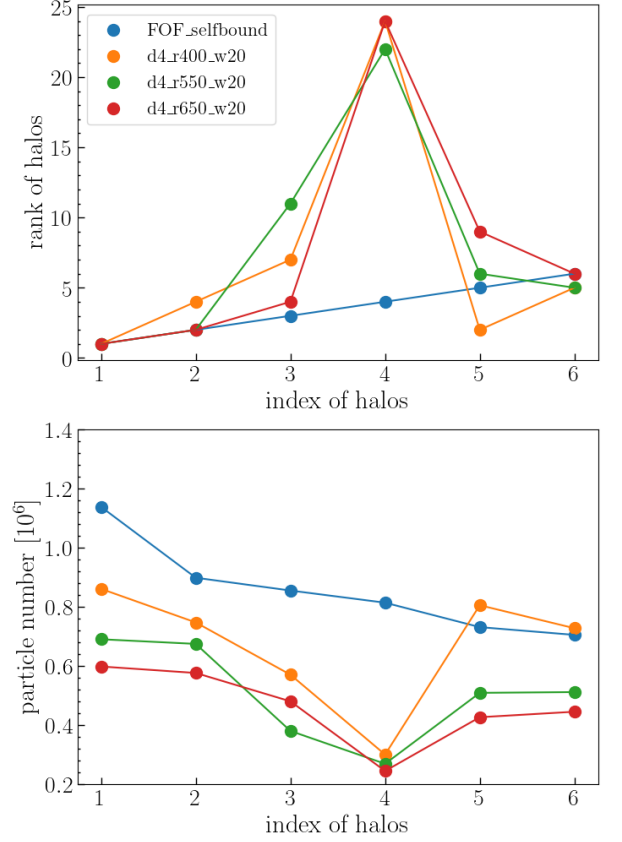 25
20
15
10
5
0
rank of halos
FOF_selfbound
d4_r400_w20
d4_r550_w20
d4_r650_w20
1 2 3 4 5 6
index of halos
1.4
1.2
1.0
0.8
0.6
0.4
0.2
particle number [10⁶]
1 2 3 4 5 6
index of halos